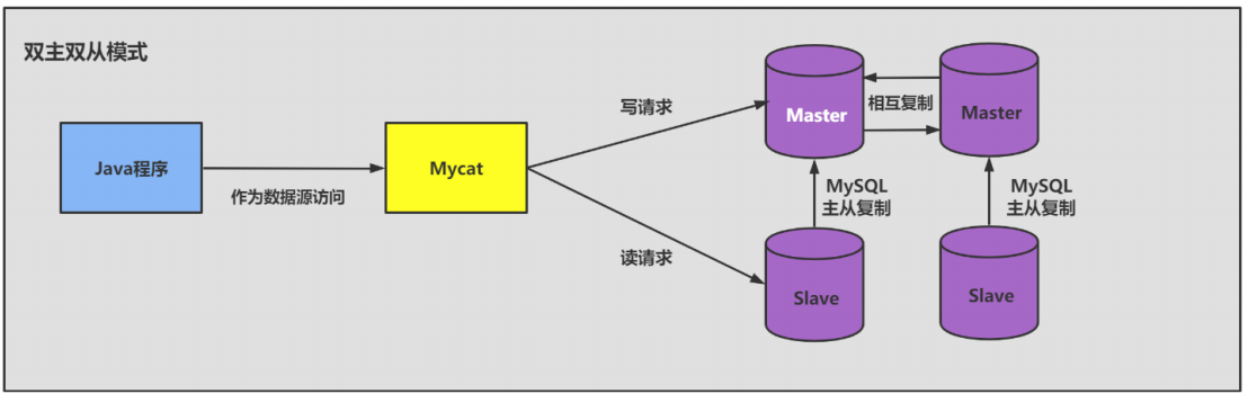 双主双从模式
写请求
Master
相互复制
Master
Java程序
作为数据源访问
Mycat
MySQL
主从复制
MySQL
主从复制
读请求
Slave
Slave